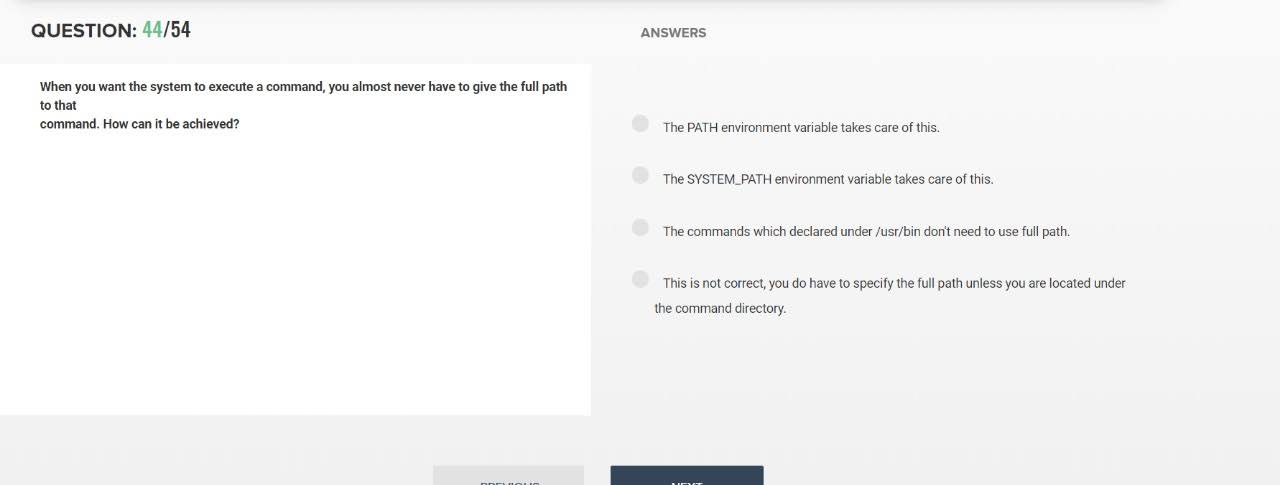 QUESTION: 44/54
ANSWERS
When you want the system to execute a command, you almost never have to give the full path
to that
command. How can it be achieved?
The PATH environment variable takes care of this.
The SYSTEM_PATH environment variable takes care of this.
The commands which declared under /usr/bin don't need to use full path.
This is not correct, you do have to specify the full path unless you are located under
the command directory.
PREVIOUS
NEXT